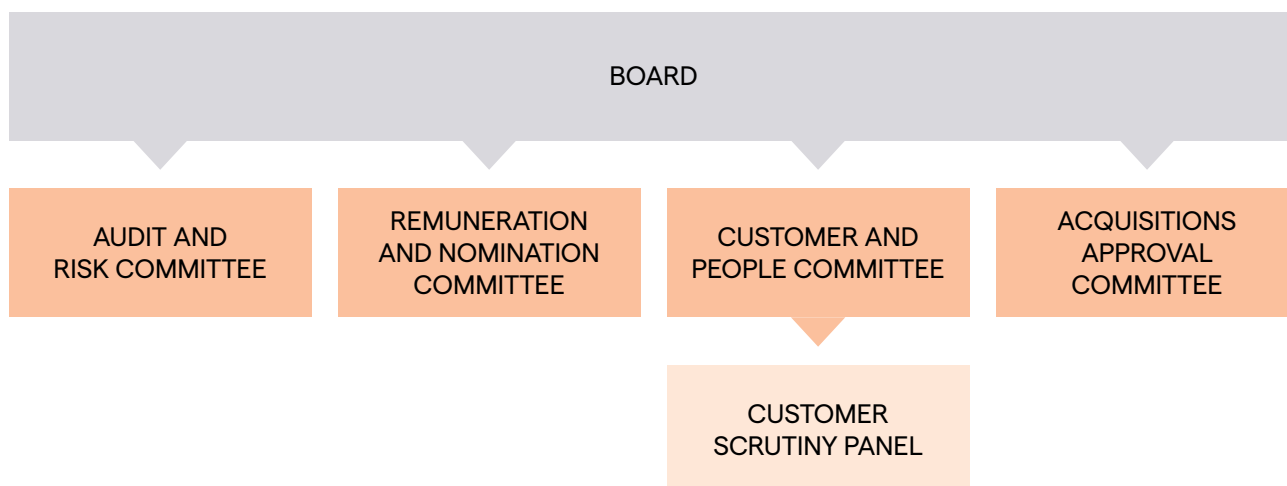 BOARD
AUDIT AND
RISK COMMITTEE
REMUNERATION
AND NOMINATION
COMMITTEE
CUSTOMER AND
PEOPLE COMMITTEE
ACQUISITIONS
APPROVAL
COMMITTEE
CUSTOMER
SCRUTINY PANEL